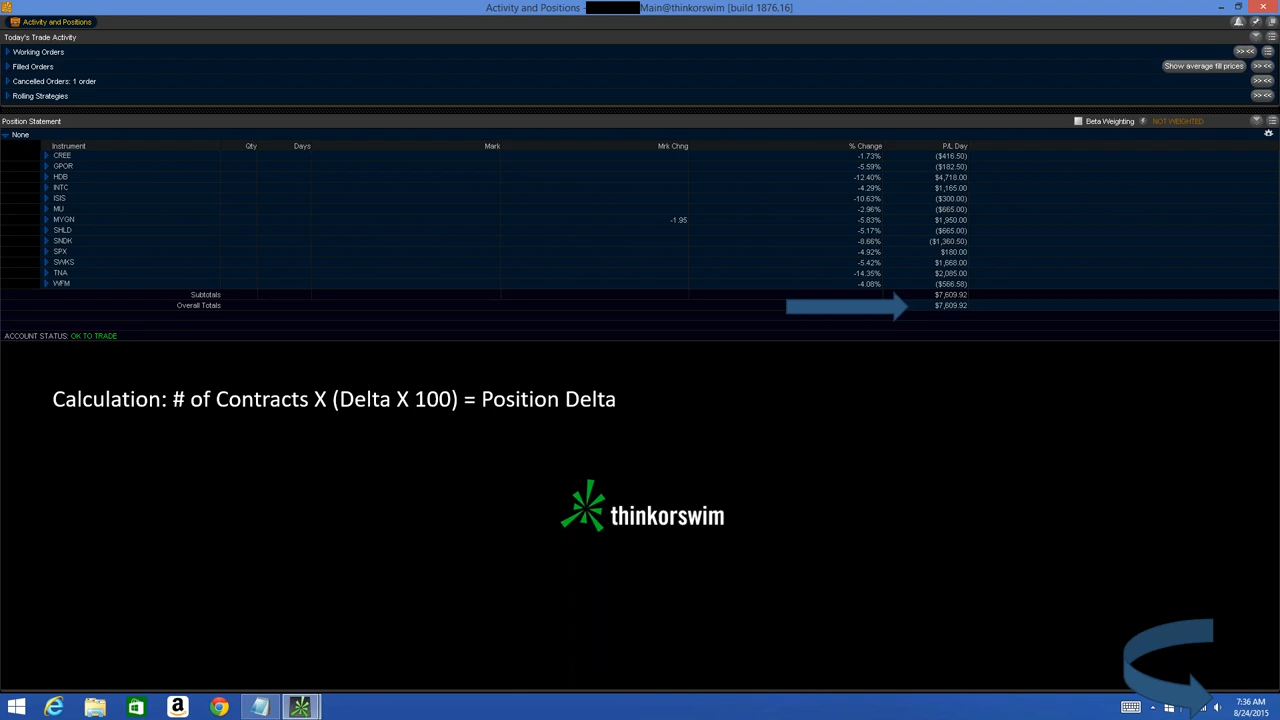 Activity and Positions - Main@thinkorswim [build 1876.16]
Activity and Positions
Today's Trade Activity
Working Orders >> <<
Filled Orders Show average fill prices >> <<
Cancelled Orders: 1 order >> <<
Rolling Strategies >> <<
Position Statement Beta Weighting NOT WEIGHTED
None
Instrument Qty Days Mark Mrk Chng % Change P/L Day
CREE -1.73% ($416.50)
GPOR -5.59% ($182.50)
HDB -12.40% $4,718.00
INTC -4.29% $1,165.00
ISIS -10.63% ($300.00)
MU -2.96% ($665.00)
MYGN -1.95 -5.83% $1,950.00
SHLD -5.17% ($665.00)
SNDK -8.66% ($1,360.50)
SPX -4.92% $180.00
SWKS -5.42% $1,668.00
TNA -14.35% $2,085.00
WFM -4.08% ($566.58)
Subtotals $7,609.92
Overall Totals $7,609.92
ACCOUNT STATUS: OK TO TRADE
Calculation: # of Contracts X (Delta X 100) = Position Delta
thinkorswim
7:36 AM
8/24/2015